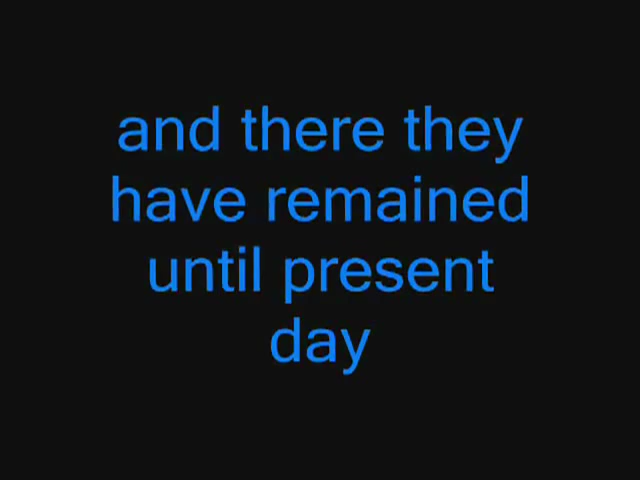 and there they
have remained
until present
day